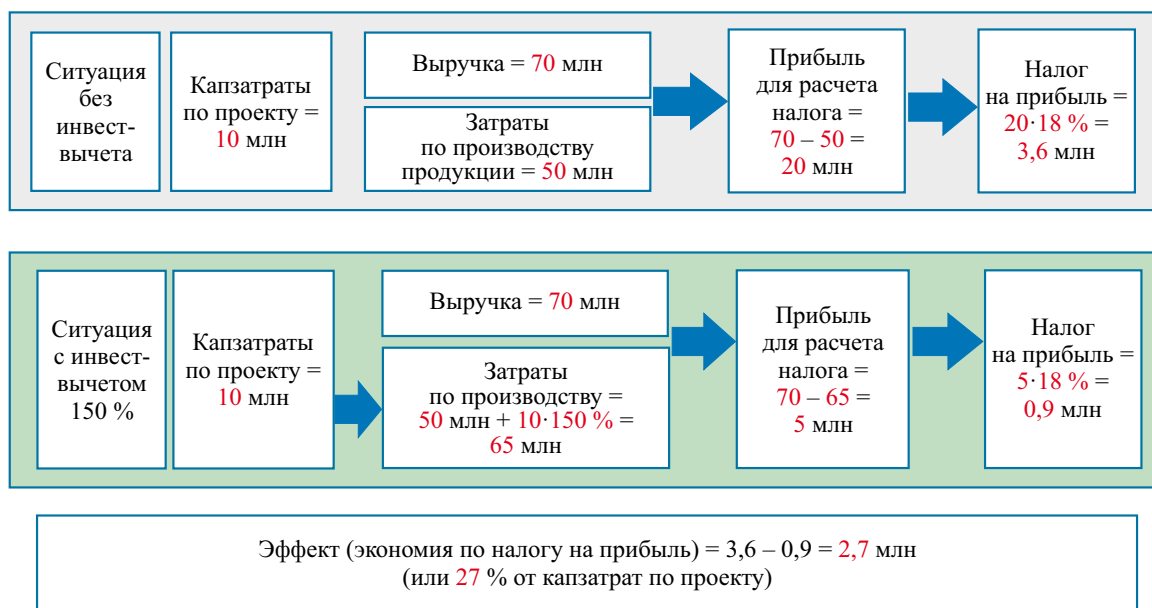 Ситуация
без
инвест-
вычета
Капзатраты
по проекту =
10 млн
Выручка = 70 млн
Затраты
по производству
продукции = 50 млн
Прибыль
для расчета
налога =
70 – 50 =
20 млн
Налог
на прибыль =
20·18 % =
3,6 млн
Ситуация
с инвест-
вычетом
150 %
Капзатраты
по проекту =
10 млн
Выручка = 70 млн
Затраты
по производству =
50 млн + 10·150 % =
65 млн
Прибыль
для расчета
налога =
70 – 65 =
5 млн
Налог
на прибыль =
5·18 % =
0,9 млн
Эффект (экономия по налогу на прибыль) = 3,6 – 0,9 = 2,7 млн
(или 27 % от капзатрат по проекту)